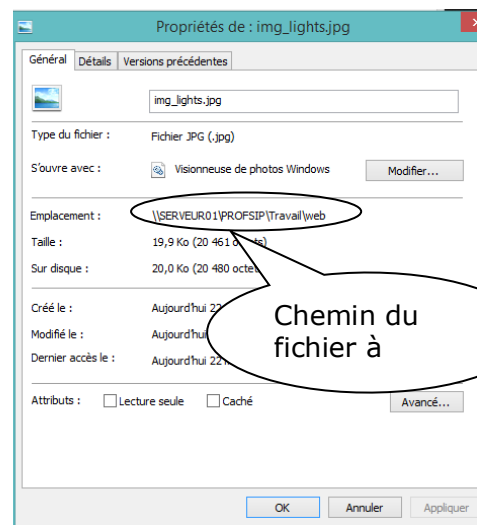 Propriétés de : img_lights.jpg
Général Détails Versions précédentes
img_lights.jpg
Type du fichier : Fichier JPG (.jpg)
S'ouvre avec : Visionneuse de photos Windows Modifier...
Emplacement : \\SERVEUR01\PROFSIP\Travail\web
Taille : 19,9 Ko (20 461
Sur disque : 20,0 Ko (20 480
Créé le : Aujourd'hui 22
Modifié le : Aujourd'hui
Dernier accès le : Aujourd'hui 22
Chemin du
fichier à
Attributs : Lecture seule Caché Avancé...
OK Annuler Appliquer